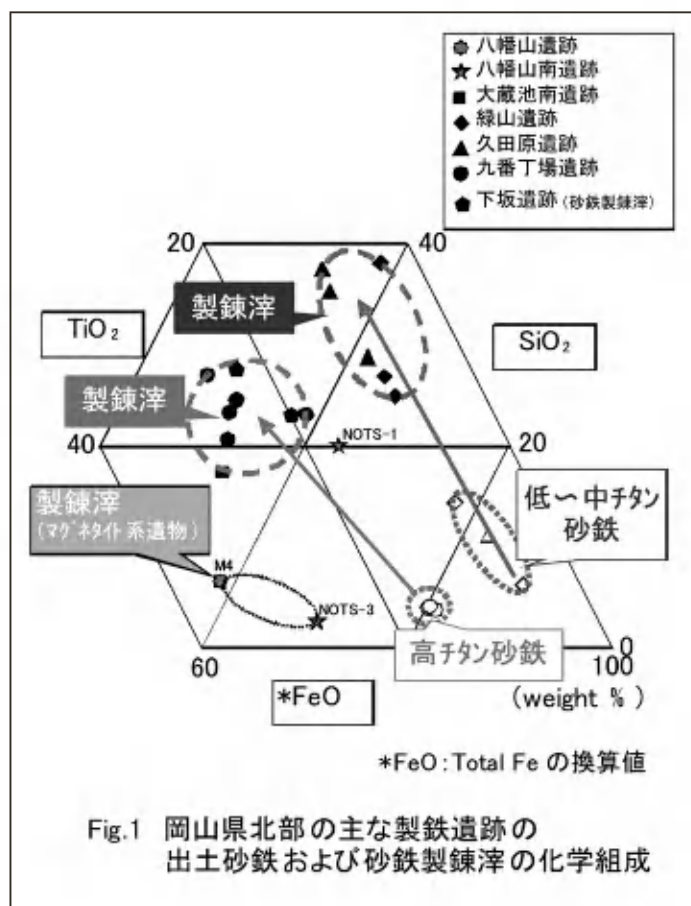 八幡山遺跡
八幡山南遺跡
大蔵池南遺跡
緑山遺跡
久田原遺跡
九番丁場遺跡
下坂遺跡(砂鉄製錬滓)
20
40
製錬滓
TiO₂
SiO₂
製錬滓
40
NOTS-1
20
製錬滓
(マグネタイト系遺物)
低～中チタン
砂鉄
M4
NOTS-3
高チタン砂鉄
0
60
100
*FeO
(weight %)
*FeO:Total Fe の換算値
Fig.1 岡山県北部の主な製鉄遺跡の
出土砂鉄および砂鉄製錬滓の化学組成